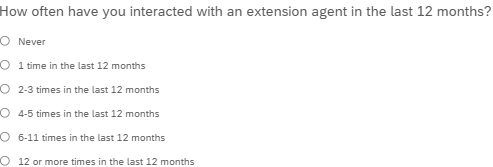 How often have you interacted with an extension agent in the last 12 months?
Never
1 time in the last 12 months
2-3 times in the last 12 months
4-5 times in the last 12 months
6-11 times in the last 12 months
12 or more times in the last 12 months